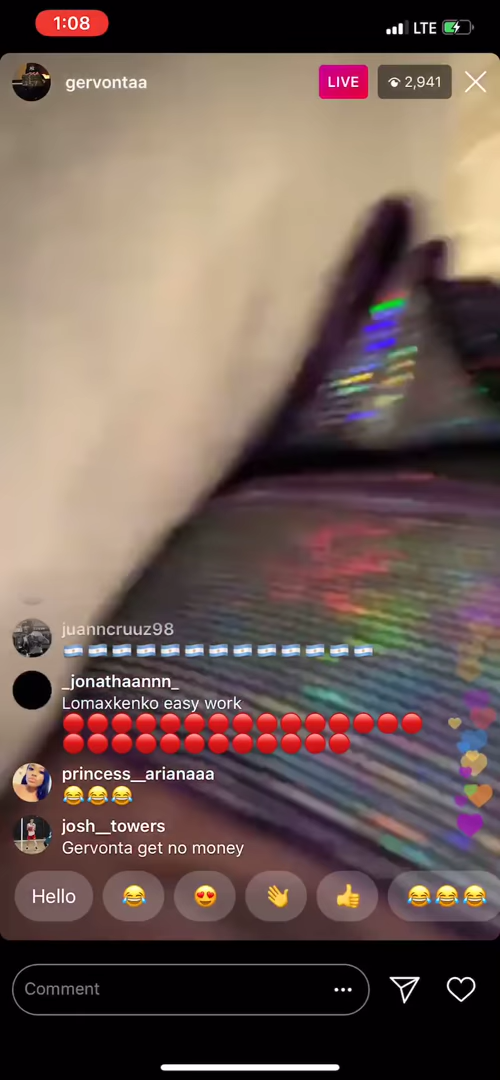 1:08
LTE
gervontaa
LIVE
2,941
juanncruuz98
_jonathaannn_
Lomaxkenko easy work
princess__arianaaa
josh__towers
Gervonta get no money
Hello
Comment